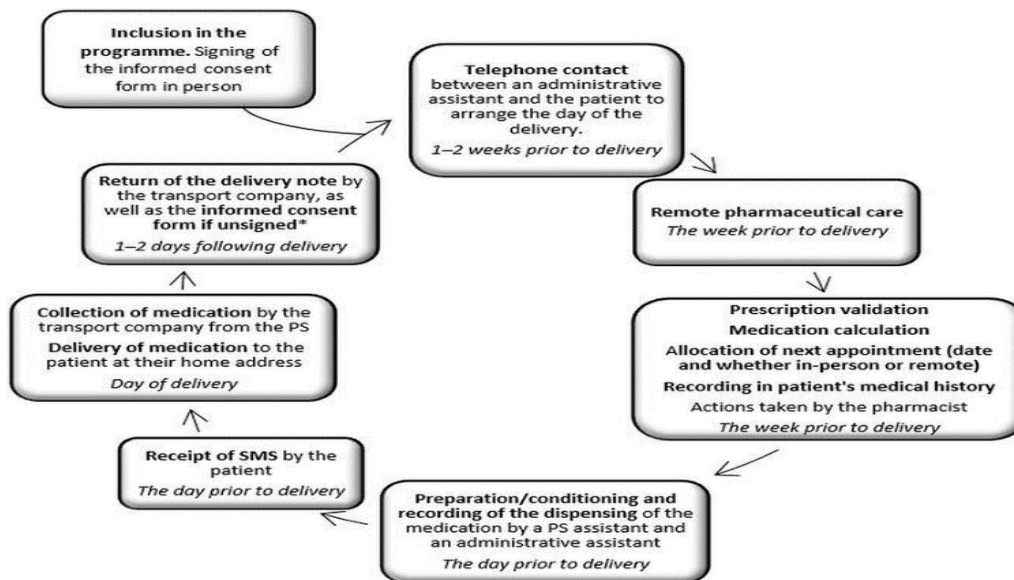 Inclusion in the
programme. Signing of
the informed consent
form in person
Telephone contact
between an administrative
assistant and the patient to
arrange the day of the
delivery.
1–2 weeks prior to delivery
Remote pharmaceutical care
The week prior to delivery
Prescription validation
Medication calculation
Allocation of next appointment (date
and whether in-person or remote)
Recording in patient's medical history
Actions taken by the pharmacist
The week prior to delivery
Preparation/conditioning and
recording of the dispensing of the
medication by a PS assistant and
an administrative assistant
The day prior to delivery
Receipt of SMS by the
patient
The day prior to delivery
Collection of medication by the
transport company from the PS
Delivery of medication to the
patient at their home address
Day of delivery
Return of the delivery note by
the transport company, as
well as the informed consent
form if unsigned*
1–2 days following delivery